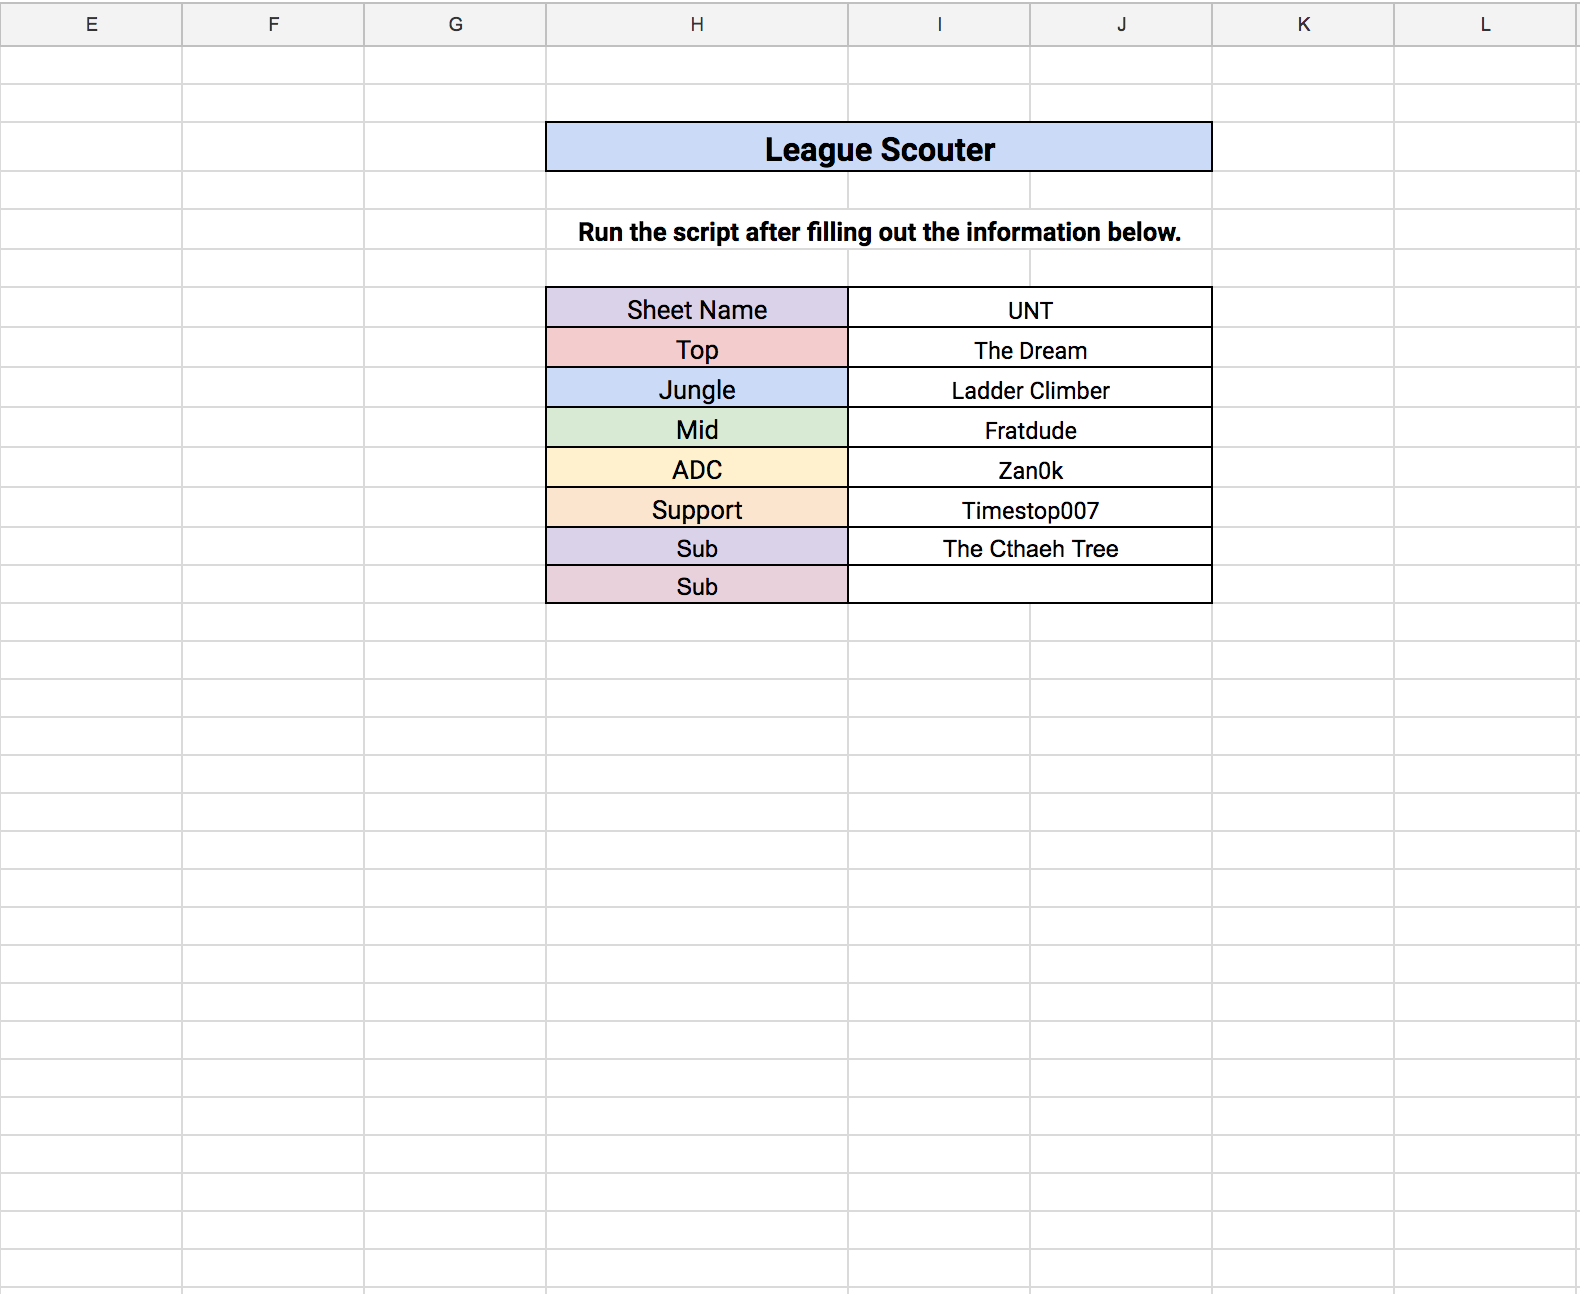 E F G H I J K L
League Scouter
Run the script after filling out the information below.
Sheet Name UNT
Top The Dream
Jungle Ladder Climber
Mid Fratdude
ADC Zan0k
Support Timestop007
Sub The Cthaeh Tree
Sub